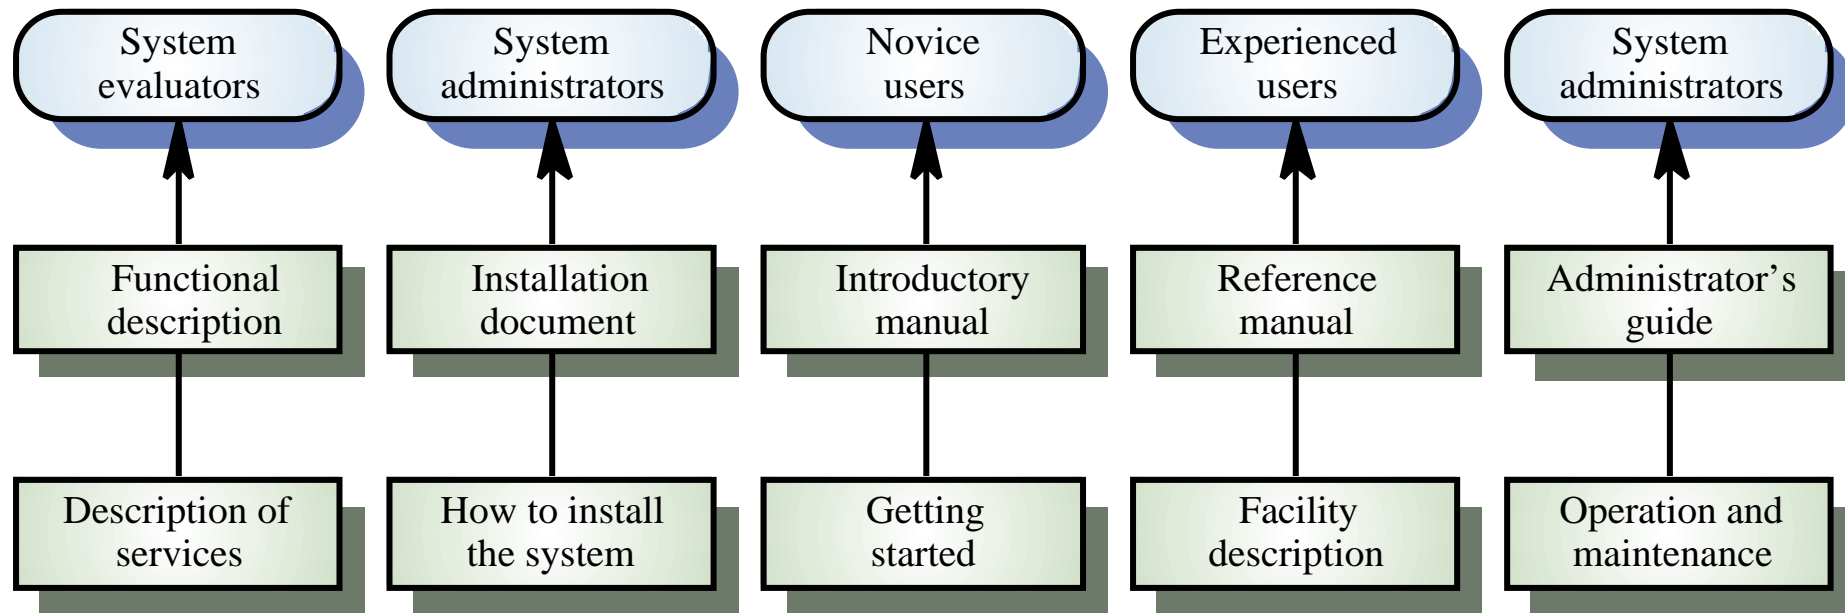 System
evaluators
System
administrators
Novice
users
Experienced
users
System
administrators
Functional
description
Installation
document
Introductory
manual
Reference
manual
Administrator’s
guide
Description of
services
How to install
the system
Getting
started
Facility
description
Operation and
maintenance